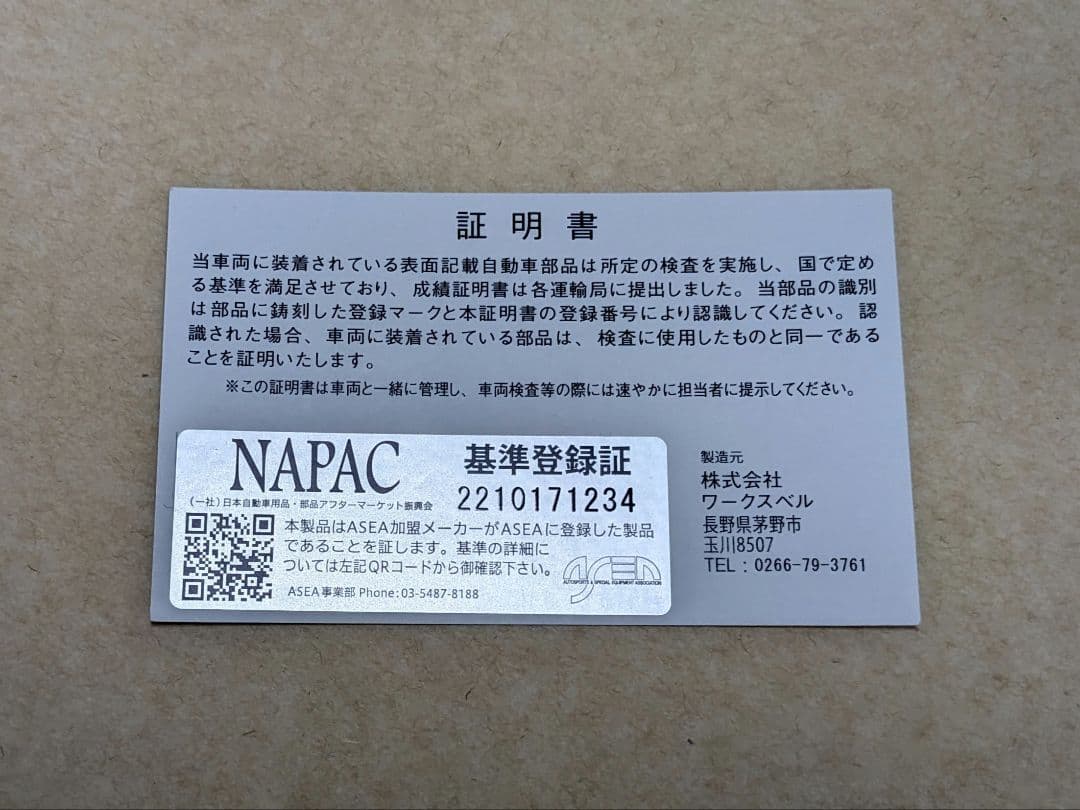 証明書
当車両に装着されている表面記載自動車部品は所定の検査を実施し、国で定め
る基準を満足させており、成績証明書は各運輸局に提出しました。当部品の識別
は部品に鋳刻した登録マークと本証明書の登録番号により認識してください。認
識された場合、車両に装着されている部品は、検査に使用したものと同一である
ことを証明いたします。
※この証明書は車両と一緒に管理し、車両検査等の際には速やかに担当者に提示してください。
NAPAC
(一社)日本自動車用品・部品アフターマーケット振興会
基準登録証
2210171234
本製品はASEA加盟メーカーがASEAに登録した製品
であることを証します。基準の詳細に
ついては左記QRコードから御確認下さい。
ASEA
AUTOSPORTS & SPECIAL EQUIPMENT ASSOCIATION
ASEA事業部 Phone:03-5487-8188
製造元
株式会社
ワークスベル
長野県茅野市
玉川8507
TEL:0266-79-3761